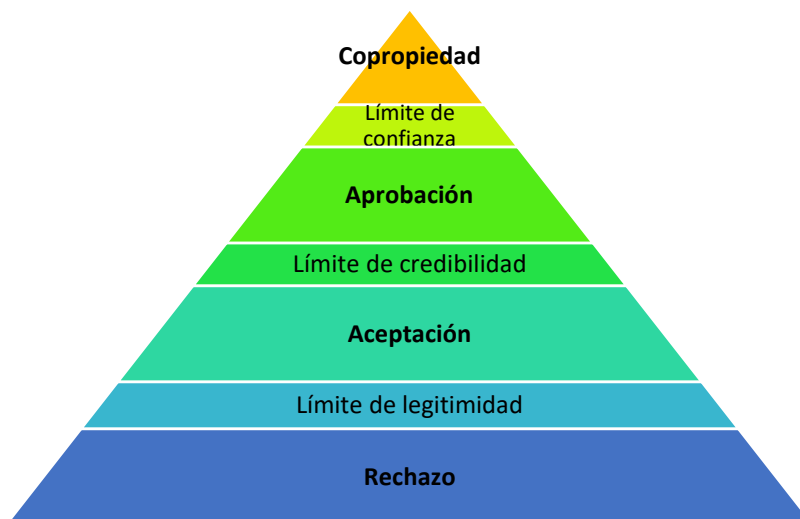 Copropiedad
Límite de
confianza
Aprobación
Límite de credibilidad
Aceptación
Límite de legitimidad
Rechazo